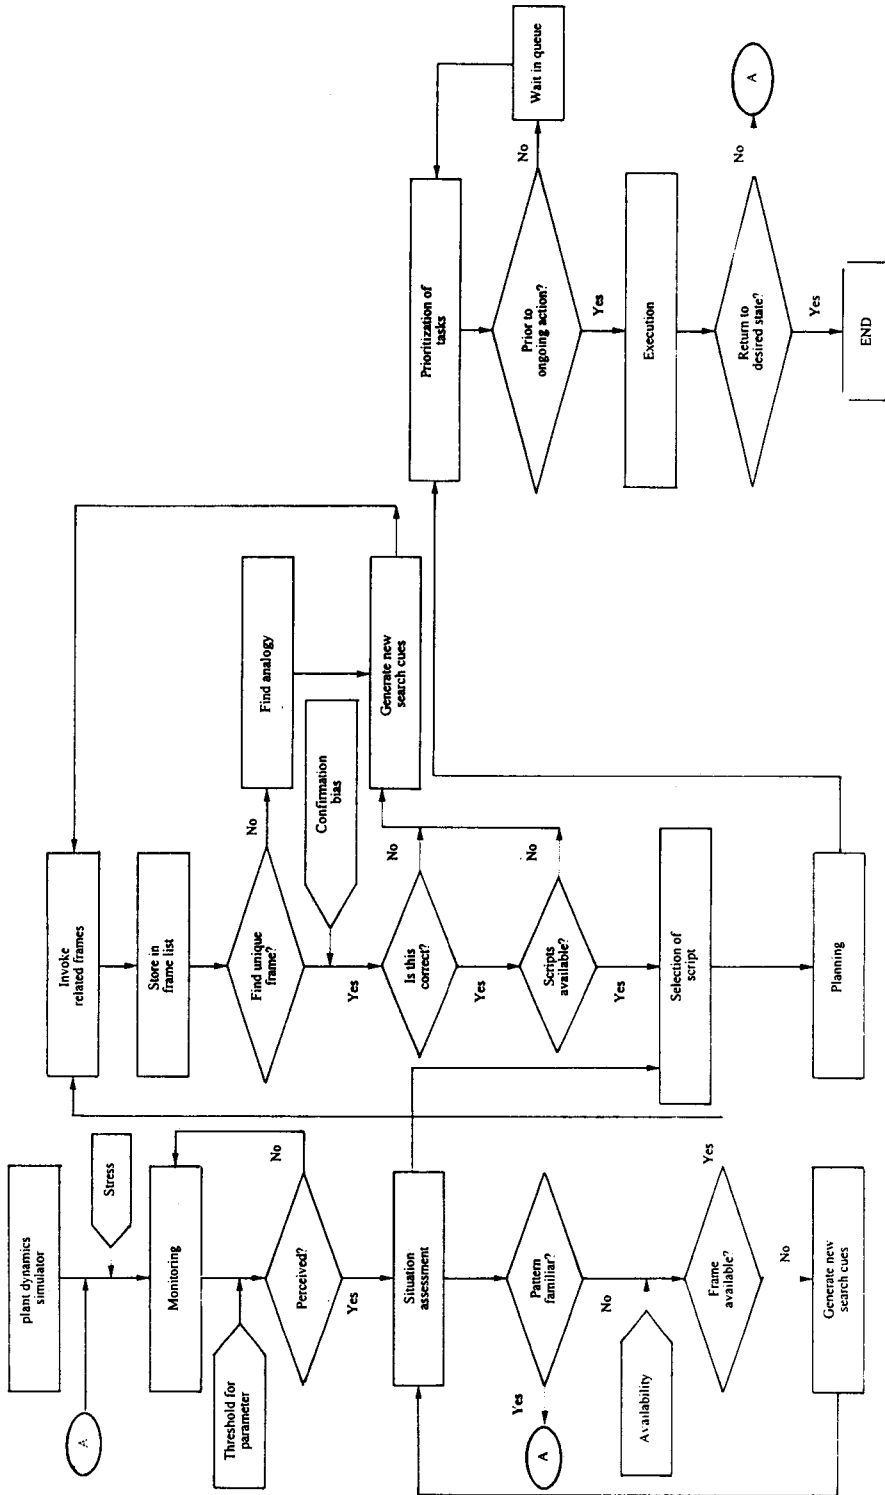 plant dynamics
simulator
A
Stress
Monitoring
Threshold for
parameter
Perceived?
No
Yes
Situation
assessment
Pattern
familiar?
Yes
A
No
Availability
Frame
available?
Yes
No
Generate new
search cues
Invoke
related frames
Store in
frame list
Find unique
frame?
No
Find analogy
Yes
Confirmation
bias
Generate new
search cues
Is this
correct?
No
Yes
Scripts
available?
No
Yes
Selection of
script
Planning
Prioritization of
tasks
Wait in queue
Prior to
ongoing action?
No
Yes
Execution
Return to
desired state?
No
A
Yes
END